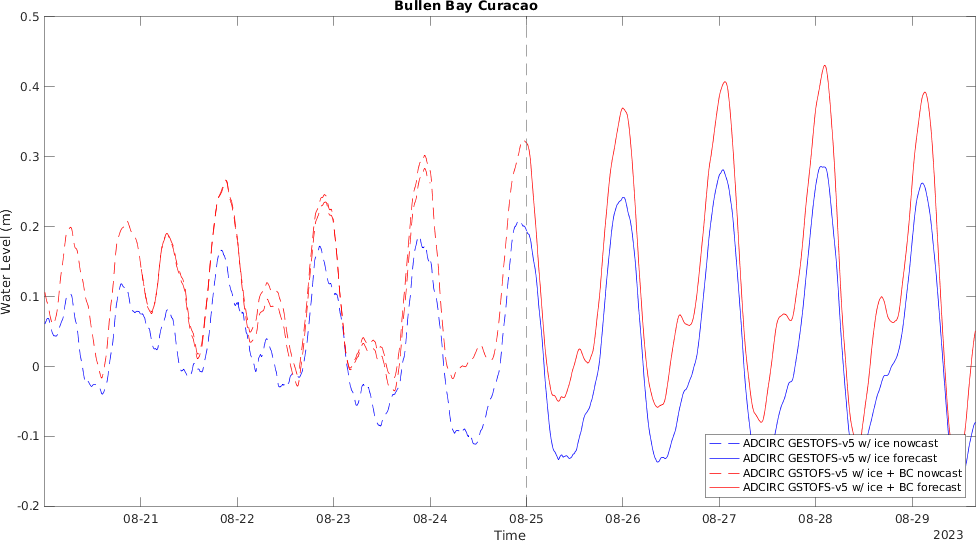 Bullen Bay Curacao
0.5
0.4
0.3
0.2
0.1
0
-0.1
-0.2
Water Level (m)
ADCIRC GESTOFS-v5 w/ ice nowcast
ADCIRC GESTOFS-v5 w/ ice forecast
ADCIRC GSTOFS-v5 w/ ice + BC nowcast
ADCIRC GSTOFS-v5 w/ ice + BC forecast
08-21 08-22 08-23 08-24 08-25 08-26 08-27 08-28 08-29
Time
2023